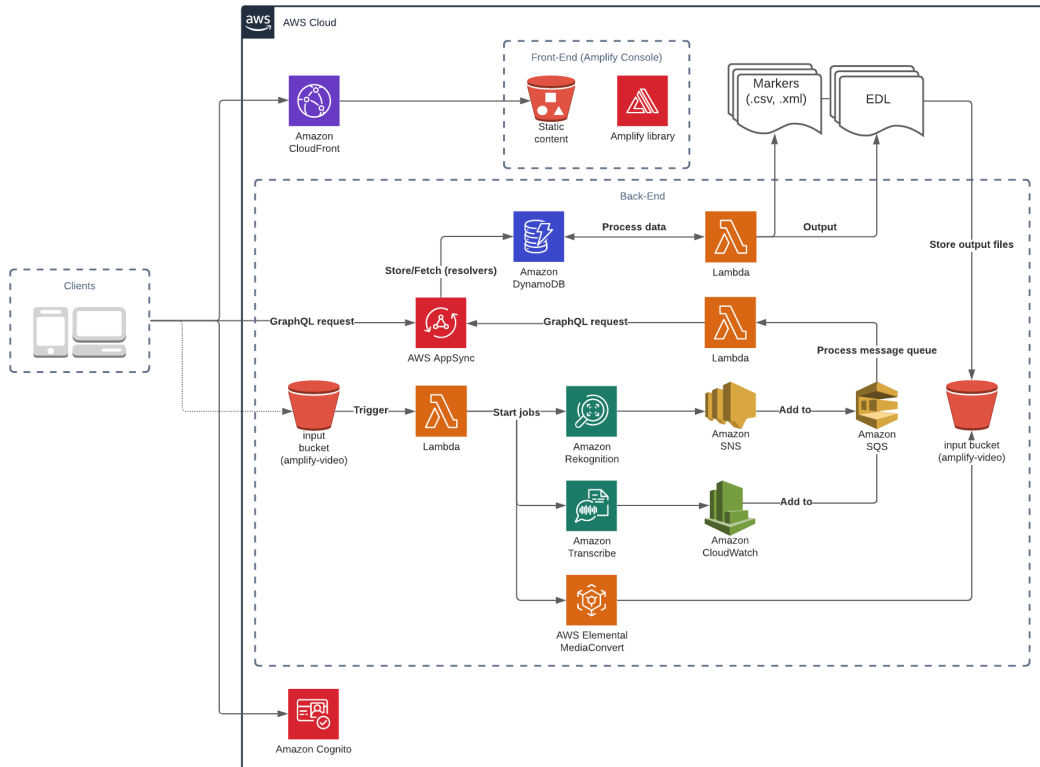 aws
AWS Cloud
Front-End (Amplify Console)
Static
content
Amplify library
Amazon
CloudFront
Markers
(.csv, .xml)
EDL
Back-End
Process data
Output
Amazon
DynamoDB
Lambda
Store output files
Store/Fetch (resolvers)
Clients
GraphQL request
AWS AppSync
GraphQL request
Lambda
Process message queue
input
bucket
(amplify-video)
Trigger
Lambda
Start jobs
Amazon
Rekognition
Amazon
SNS
Add to
Amazon
SQS
input bucket
(amplify-video)
Amazon
Transcribe
Amazon
CloudWatch
Add to
AWS Elemental
MediaConvert
Amazon Cognito